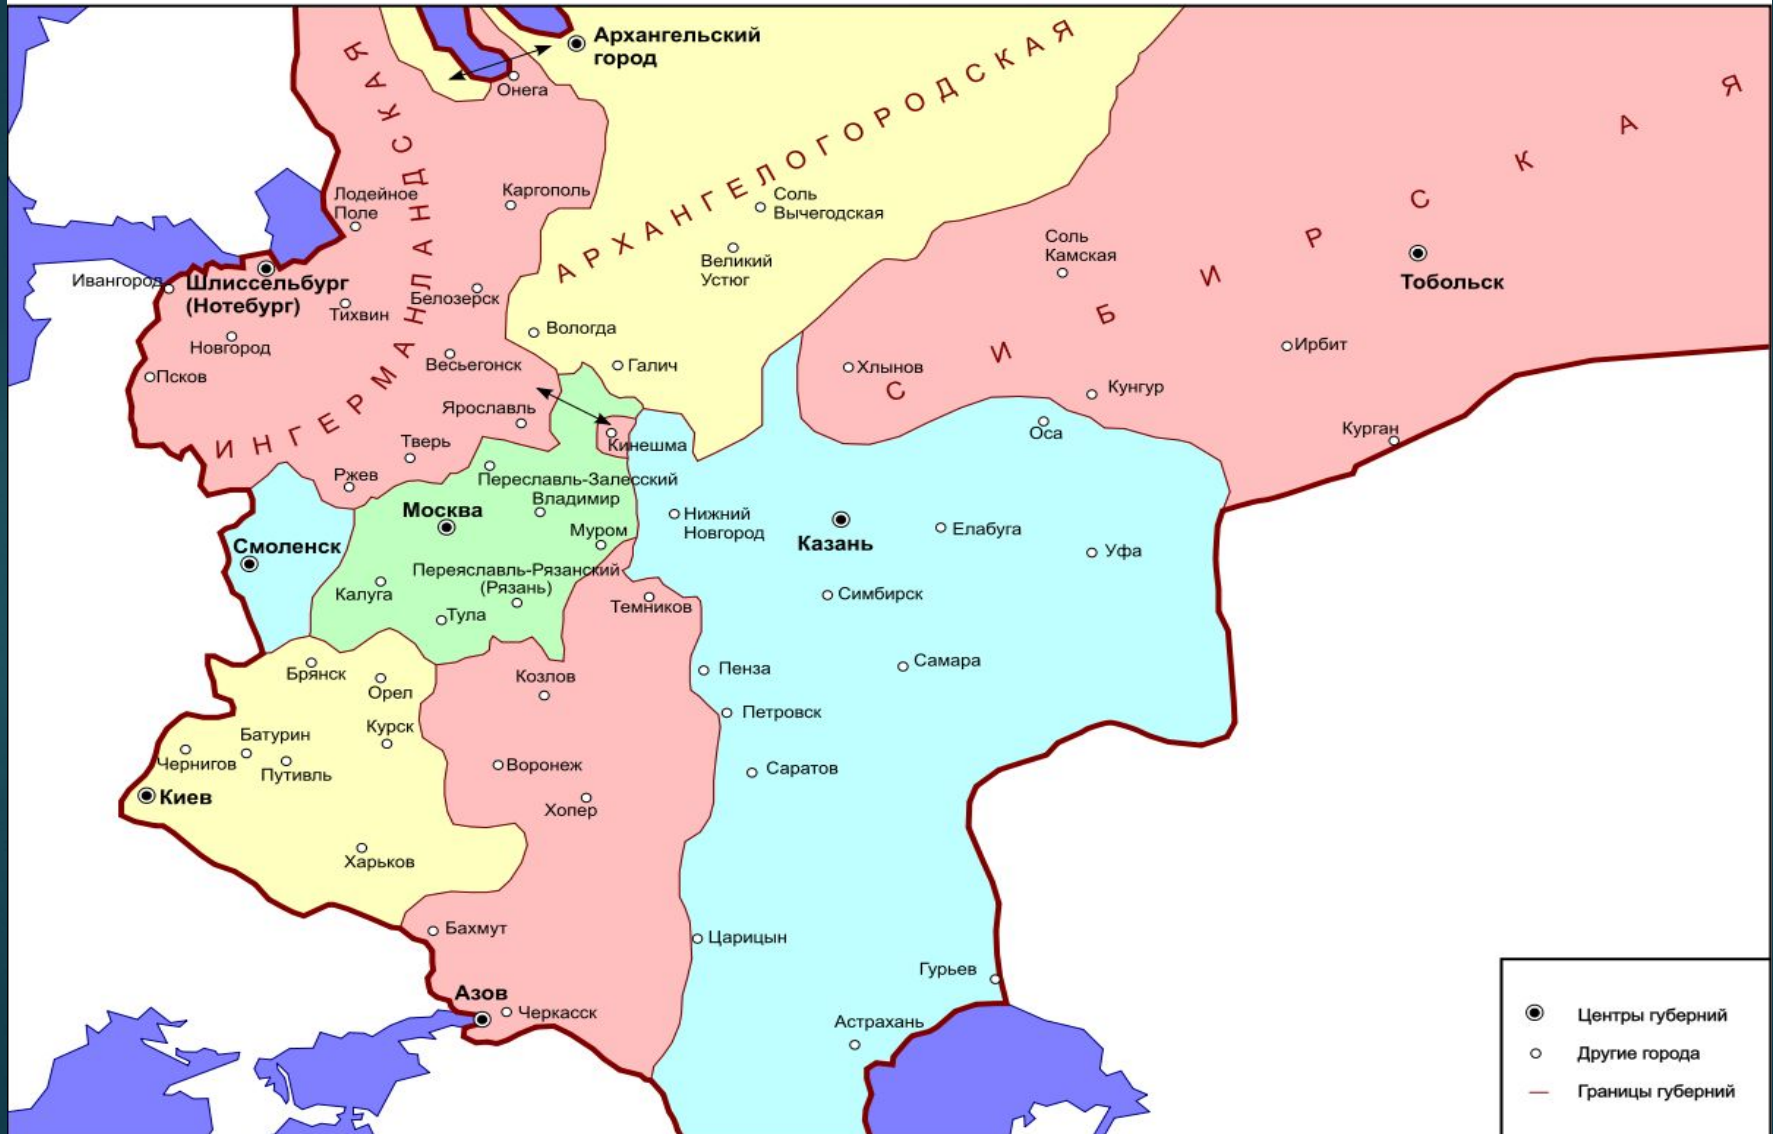 Архангельский
город
Онега
ИНГЕРМАНЛАНДСКАЯ
АРХАНГЕЛОГОРОДСКАЯ
СИБИРСКАЯ
Лодейное
Поле
Каргополь
Соль
Вычегодская
Великий
Устюг
Соль
Камская
Тобольск
Ивангород
Шлиссельбург
(Нотебург)
Тихвин
Белозерск
Новгород
Вологда
Псков
Весьегонск
Галич
Хлынов
Ирбит
Кунгур
Ярославль
Кинешма
Оса
Курган
Тверь
Ржев
Переславль-Залесский
Владимир
Москва
Муром
Нижний
Новгород
Казань
Елабуга
Уфа
Смоленск
Переяславль-Рязанский
(Рязань)
Калуга
Тула
Темников
Симбирск
Брянск
Орел
Козлов
Пенза
Самара
Батурин
Курск
Петровск
Чернигов
Путивль
Воронеж
Саратов
Киев
Хопер
Харьков
Бахмут
Царицын
Гурьев
Азов
Черкасск
Астрахань
Центры губерний
Другие города
Границы губерний